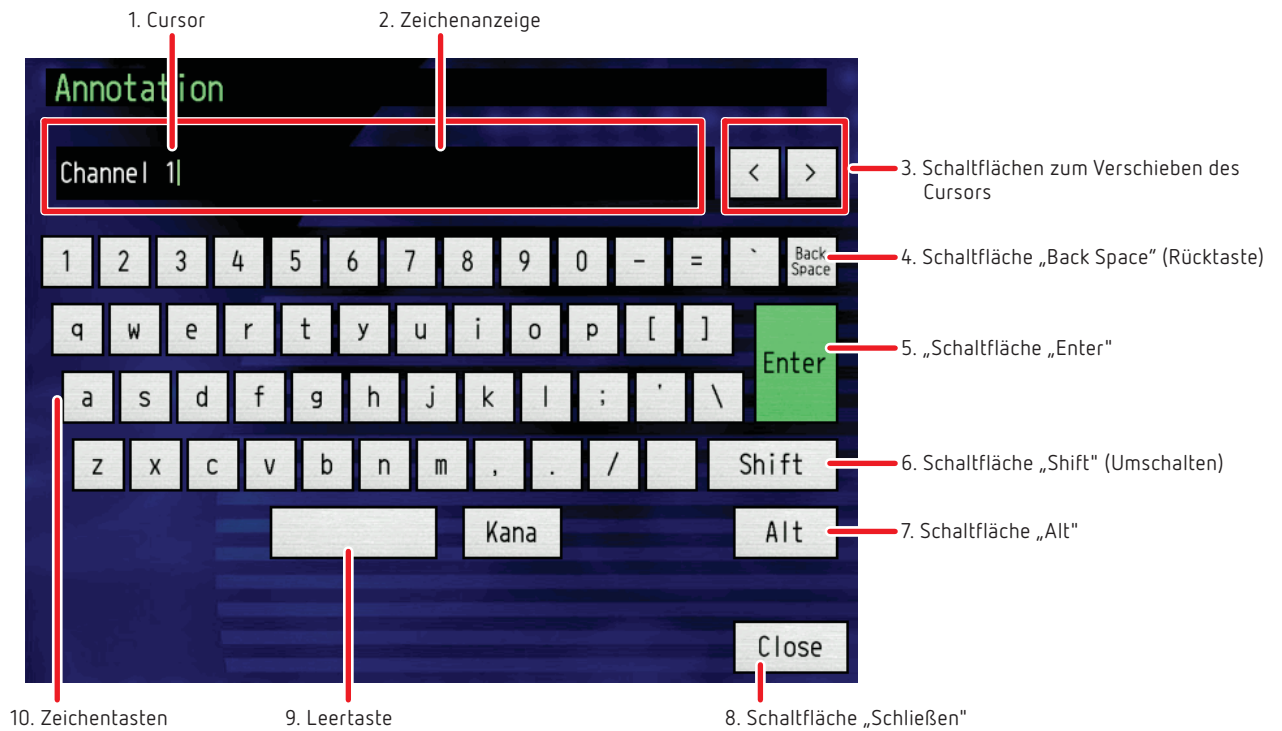 1. Cursor
2. Zeichenanzeige
Annotation
Channel 1
< >
3. Schaltflächen zum Verschieben des
Cursors
1 2 3 4 5 6 7 8 9 0 - = ` Back
Space
4. Schaltfläche „Back Space“ (Rücktaste)
q w e r t y u i o p [ ]
Enter
5. „Schaltfläche „Enter"
a s d f g h j k l ; ' \
z x c v b n m , . / Shift
6. Schaltfläche „Shift" (Umschalten)
Kana Alt
7. Schaltfläche „Alt"
Close
10. Zeichentasten
9. Leertaste
8. Schaltfläche „Schließen"